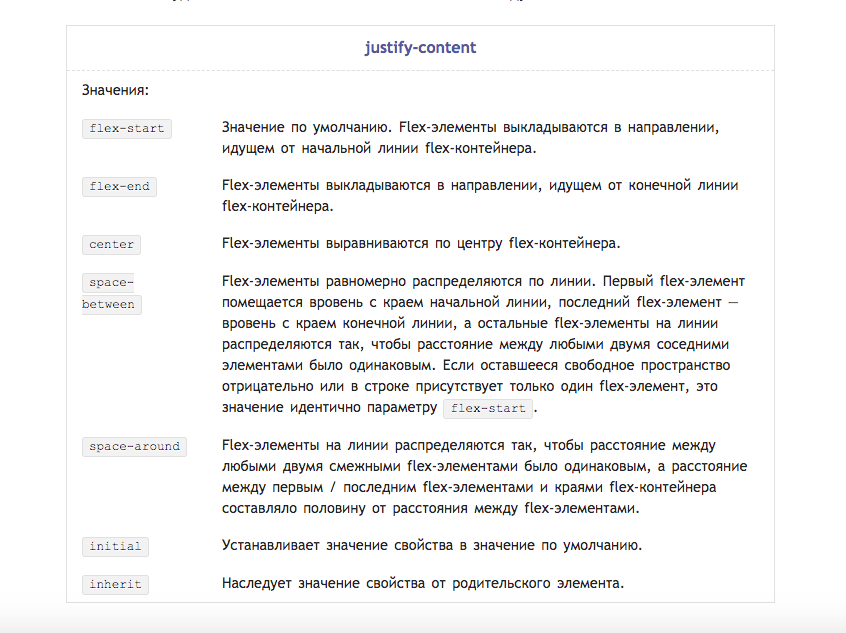 justify-content
Значения:
flex-start
Значение по умолчанию. Flex-элементы выкладываются в направлении,
идущем от начальной линии flex-контейнера.
flex-end
Flex-элементы выкладываются в направлении, идущем от конечной линии
flex-контейнера.
center
Flex-элементы выравниваются по центру flex-контейнера.
space-
between
Flex-элементы равномерно распределяются по линии. Первый flex-элемент
помещается вровень с краем начальной линии, последний flex-элемент —
вровень с краем конечной линии, а остальные flex-элементы на линии
распределяются так, чтобы расстояние между любыми двумя соседними
элементами было одинаковым. Если оставшееся свободное пространство
отрицательно или в строке присутствует только один flex-элемент, это
значение идентично параметру flex-start.
space-around
Flex-элементы на линии распределяются так, чтобы расстояние между
любыми двумя смежными flex-элементами было одинаковым, а расстояние
между первым / последним flex-элементами и краями flex-контейнера
составляло половину от расстояния между flex-элементами.
initial
Устанавливает значение свойства в значение по умолчанию.
inherit
Наследует значение свойства от родительского элемента.